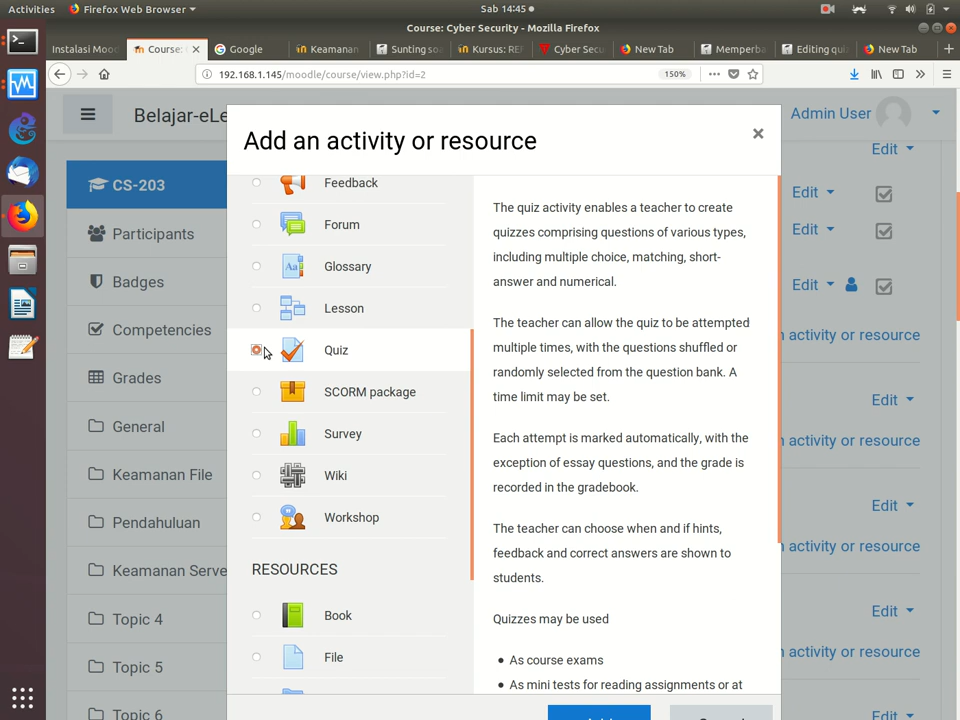 Activities
Firefox Web Browser
Sab 14:45
Course: Cyber Security - Mozilla Firefox
Instalasi Moo
Course:
Google
Keamanan
Sunting so
Kursus: RE
Cyber Secu
New Tab
Memperba
Editing qu
New Tab
192.168.1.145/moodle/course/view.php?id=2
150%
Belajar-eLe
Admin User
CS-203
Participants
Badges
Competencies
Grades
General
Keamanan File
Pendahuluan
Keamanan Serve
Topic 4
Topic 5
Topic 6
Add an activity or resource
Feedback
Forum
Glossary
Lesson
Quiz
SCORM package
Survey
Wiki
Workshop
RESOURCES
Book
File
The quiz activity enables a teacher to create
quizzes comprising questions of various types,
including multiple choice, matching, short-
answer and numerical.
The teacher can allow the quiz to be attempted
multiple times, with the questions shuffled or
randomly selected from the question bank. A
time limit may be set.
Each attempt is marked automatically, with the
exception of essay questions, and the grade is
recorded in the gradebook.
The teacher can choose when and if hints,
feedback and correct answers are shown to
students.
Quizzes may be used
• As course exams
• As mini tests for reading assignments or at
Edit
Edit
Edit
Edit
n activity or resource
Edit
n activity or resource
Edit
n activity or resource
Edit
n activity or resource
Edit